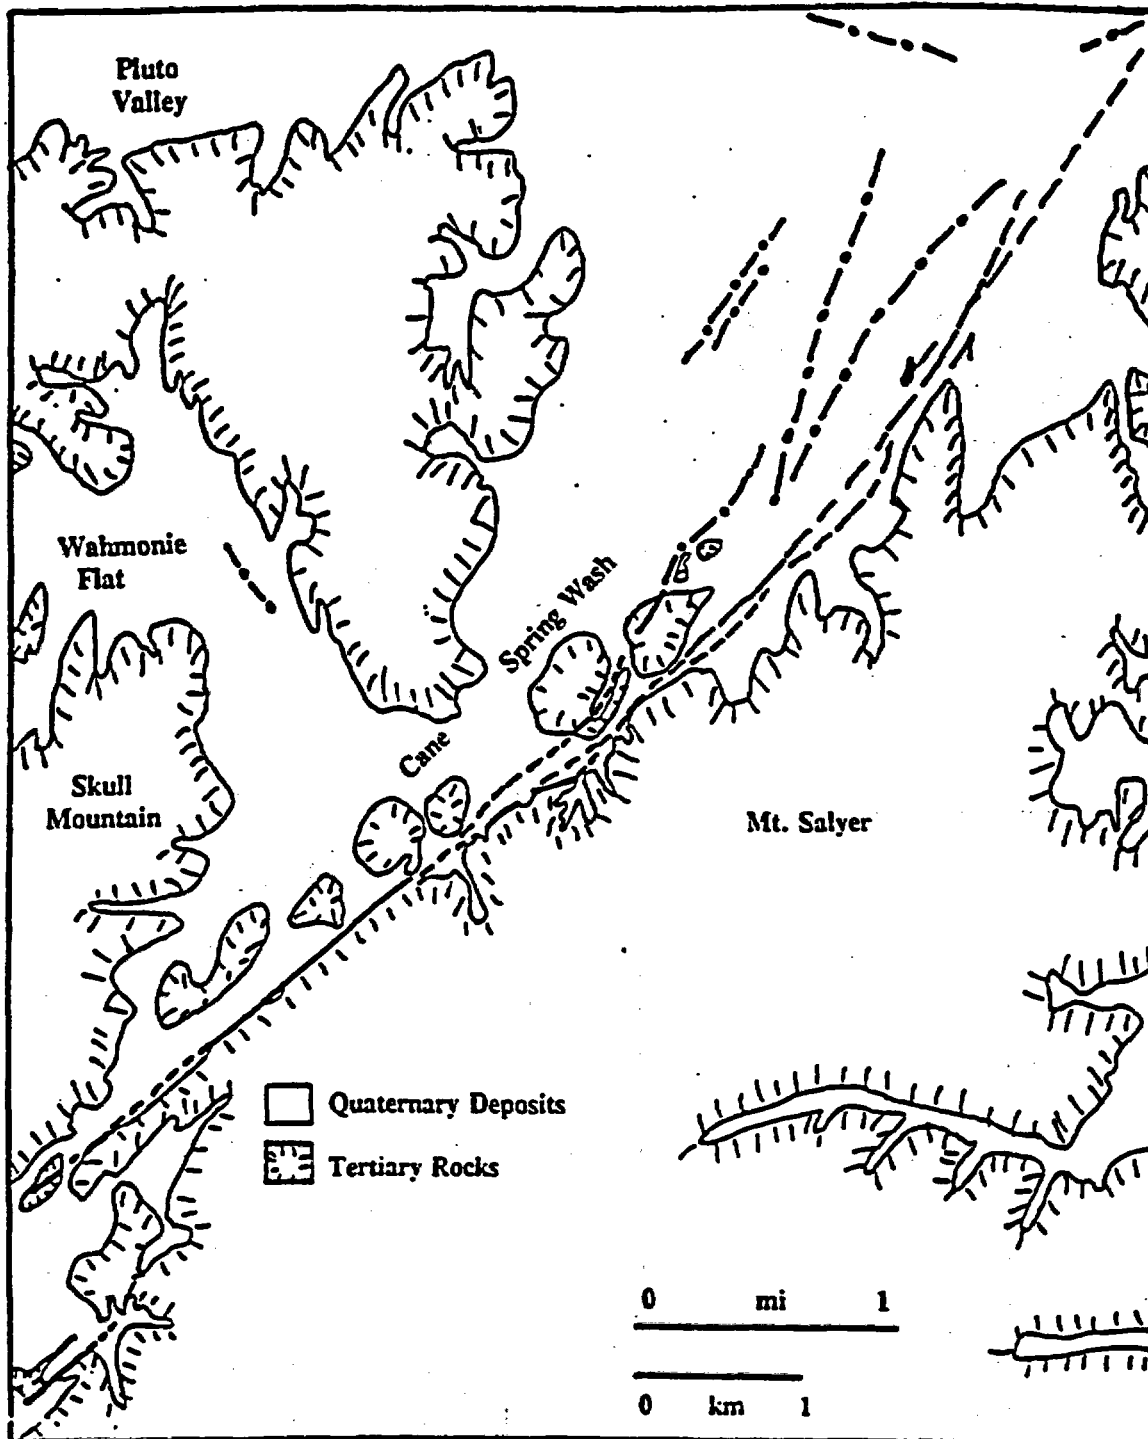 Pluto
Valley
Wahmonie
Flat
Cane Spring Wash
Skull
Mountain
Mt. Salyer
Quaternary Deposits
Tertiary Rocks
0 mi 1
0 km 1